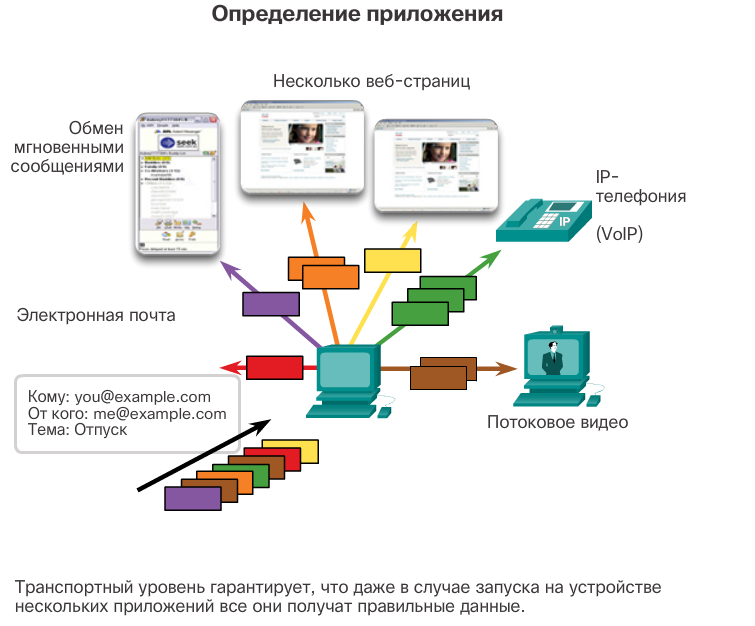 Определение приложения
Несколько веб-страниц
Обмен
мгновенными
сообщениями
seek
IP-
телефония
(VoIP)
IP
Электронная почта
Кому: you@example.com
От кого: me@example.com
Тема: Отпуск
Потоковое видео
Транспортный уровень гарантирует, что даже в случае запуска на устройстве
нескольких приложений все они получат правильные данные.